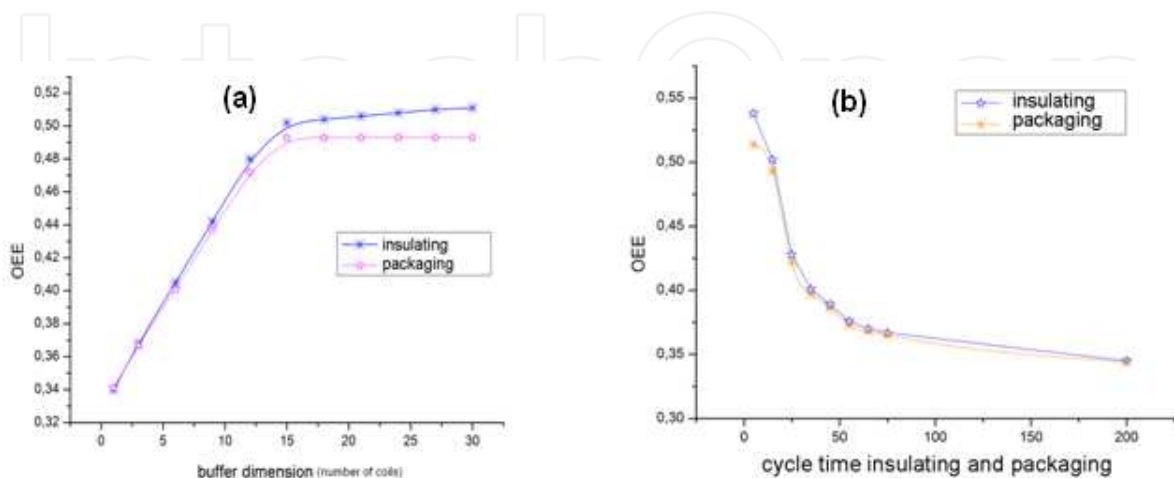 (a)
0,52
0,50
0,48
0,46
0,44
0,42
0,40
0,38
0,36
0,34
0,32
OEE
insulating
packaging
0 5 10 15 20 25 30
buffer dimension (number of coils)
(b)
0,55
0,50
0,45
0,40
0,35
0,30
OEE
insulating
packaging
0 50 100 150 200
cycle time insulating and packaging